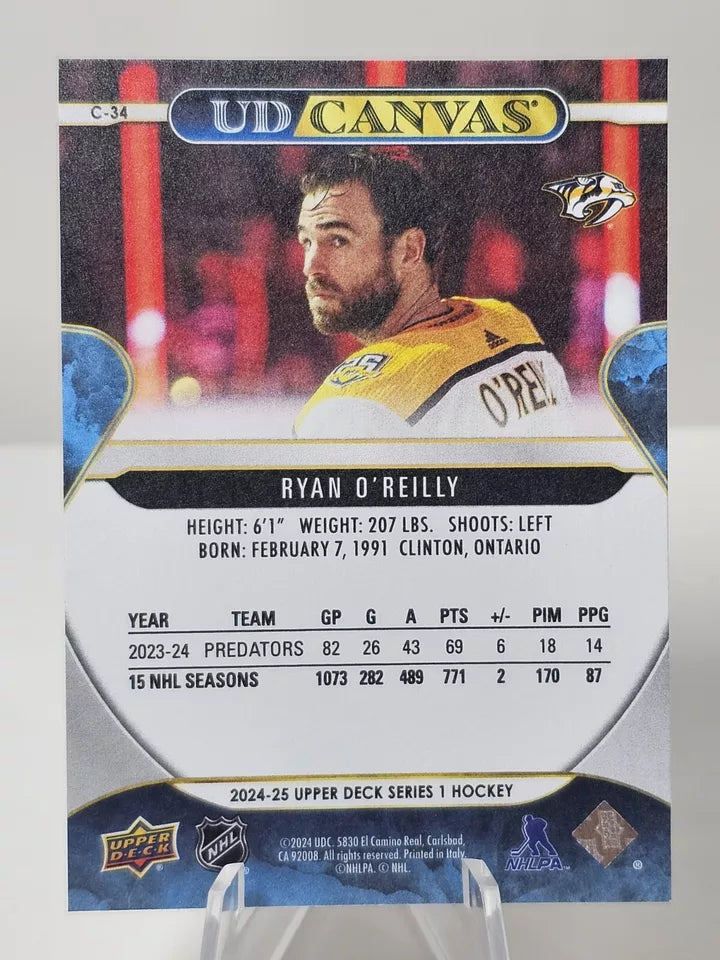 C-34
UD CANVAS®
O'REI
RYAN O'REILLY
HEIGHT: 6'1" WEIGHT: 207 LBS. SHOOTS: LEFT
BORN: FEBRUARY 7, 1991 CLINTON, ONTARIO
YEAR TEAM GP G A PTS +/- PIM PPG
2023-24 PREDATORS 82 26 43 69 6 18 14
15 NHL SEASONS 1073 282 489 771 2 170 87
2024-25 UPPER DECK SERIES 1 HOCKEY
UPPER DECK®
NHL®
©2024 UDC. 5830 El Camino Real, Carlsbad,
CA 92008. All rights reserved. Printed in Italy.
©NHLPA. © NHL.
NHLPA™
®